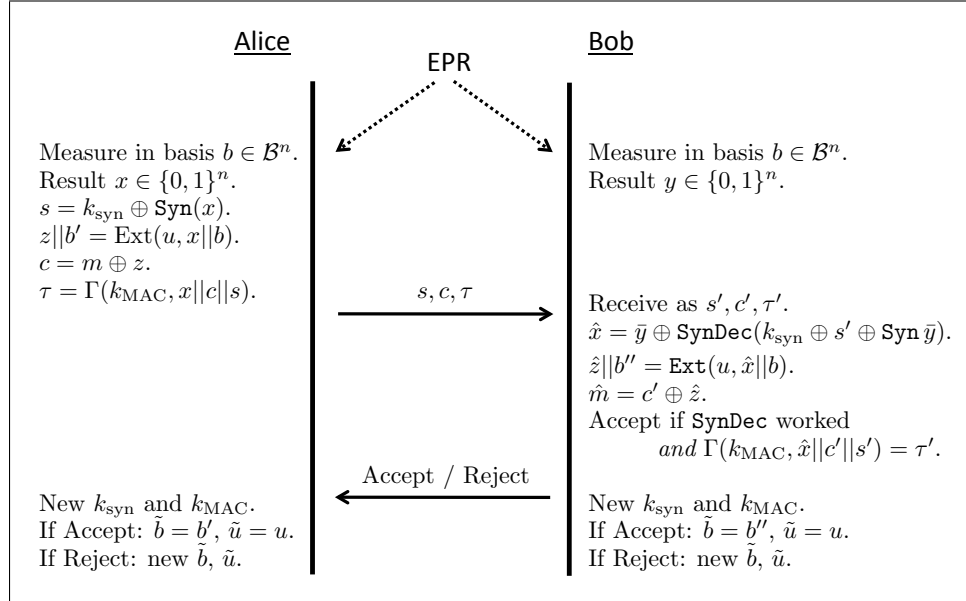 Alice
Bob
EPR
Measure in basis b ∈ 𝓑ⁿ.
Result x ∈ {0, 1}ⁿ.
s = k_syn ⊕ Syn(x).
z||b′ = Ext(u, x||b).
c = m ⊕ z.
τ = Γ(k_MAC, x||c||s).
Measure in basis b ∈ 𝓑ⁿ.
Result y ∈ {0, 1}ⁿ.
s, c, τ
Receive as s′, c′, τ′.
x̂ = ȳ ⊕ SynDec(k_syn ⊕ s′ ⊕ Syn ȳ).
ẑ||b″ = Ext(u, x̂||b).
m̂ = c′ ⊕ ẑ.
Accept if SynDec worked
and Γ(k_MAC, x̂||c′||s′) = τ′.
Accept / Reject
New k_syn and k_MAC.
If Accept: b̃ = b′, ũ = u.
If Reject: new b̃, ũ.
New k_syn and k_MAC.
If Accept: b̃ = b″, ũ = u.
If Reject: new b̃, ũ.